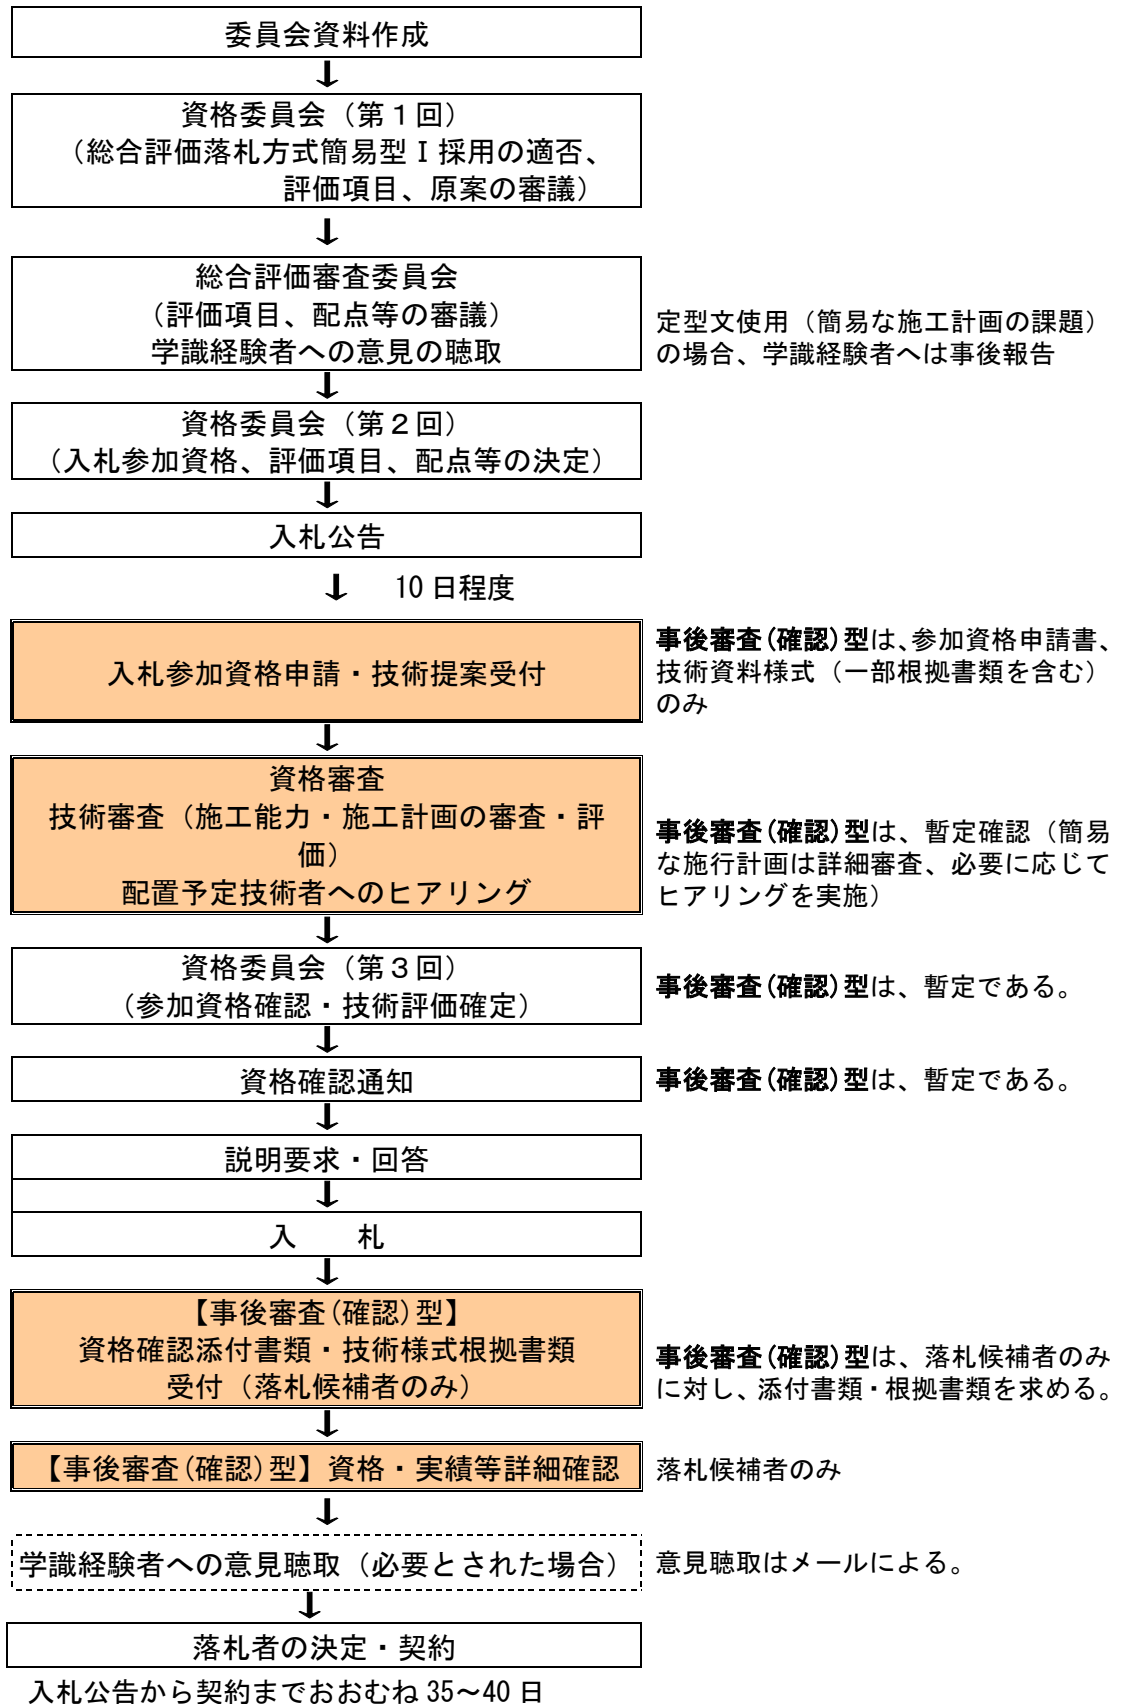 委員会資料作成
↓
資格委員会（第１回）
（総合評価落札方式簡易型Ⅰ採用の適否、
評価項目、原案の審議）
↓
総合評価審査委員会
（評価項目、配点等の審議）
学識経験者への意見の聴取
定型文使用（簡易な施工計画の課題）
の場合、学識経験者へは事後報告
↓
資格委員会（第２回）
（入札参加資格、評価項目、配点等の決定）
↓
入札公告
↓ 10日程度
入札参加資格申請・技術提案受付
事後審査(確認)型は、参加資格申請書、
技術資料様式（一部根拠書類を含む）
のみ
↓
資格審査
技術審査（施工能力・施工計画の審査・評
価）
配置予定技術者へのヒアリング
事後審査(確認)型は、暫定確認（簡易
な施行計画は詳細審査、必要に応じて
ヒアリングを実施）
↓
資格委員会（第３回）
（参加資格確認・技術評価確定）
事後審査(確認)型は、暫定である。
↓
資格確認通知
事後審査(確認)型は、暫定である。
↓
説明要求・回答
↓
入　　札
↓
【事後審査(確認)型】
資格確認添付書類・技術様式根拠書類
受付（落札候補者のみ）
事後審査(確認)型は、落札候補者のみ
に対し、添付書類・根拠書類を求める。
↓
【事後審査(確認)型】資格・実績等詳細確認
落札候補者のみ
↓
学識経験者への意見聴取（必要とされた場合）
意見聴取はメールによる。
↓
落札者の決定・契約
入札公告から契約までおおむね35～40日